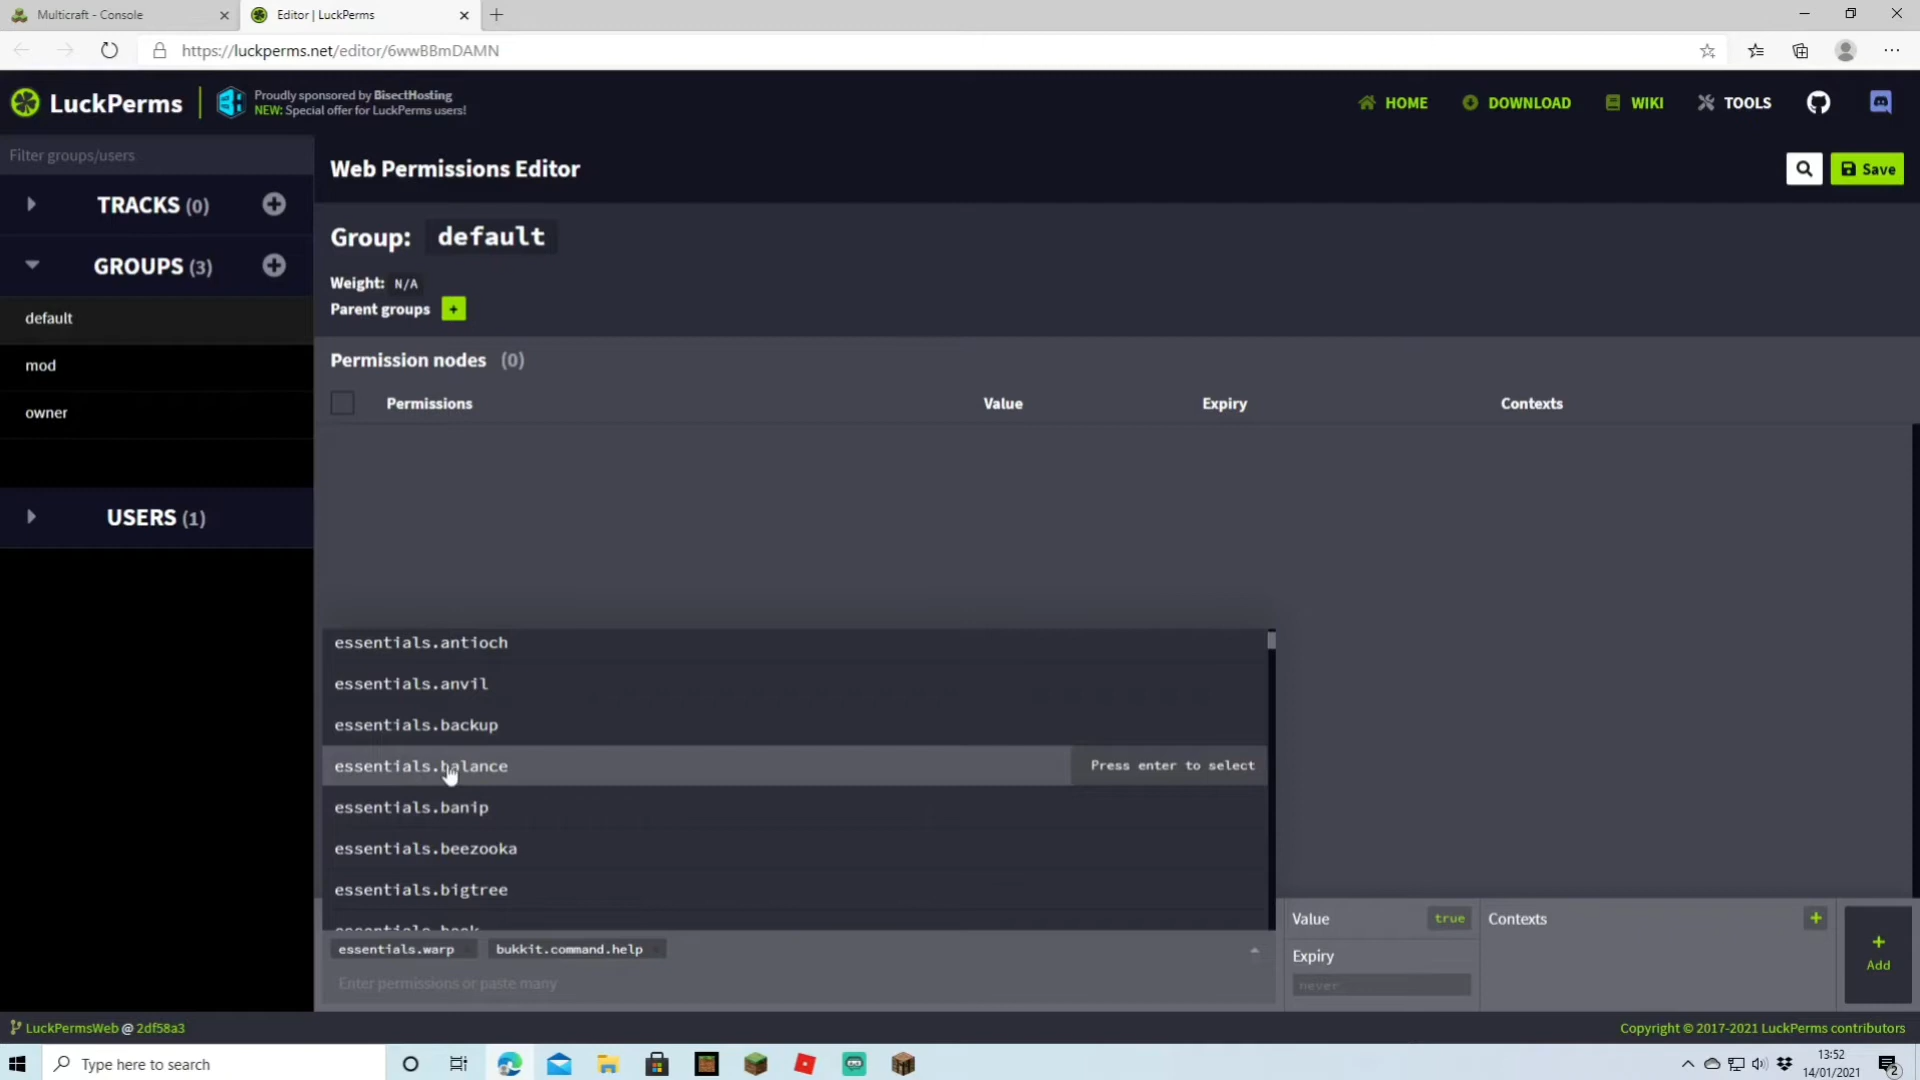 Multicraft - Console
Editor | LuckPerms
https://luckperms.net/editor/6wwBBmDAMN
LuckPerms
Proudly sponsored by BisectHosting
NEW: Special offer for LuckPerms users!
HOME
DOWNLOAD
WIKI
TOOLS
Filter groups/users
TRACKS (0)
GROUPS (3)
default
mod
owner
USERS (1)
Web Permissions Editor
Save
Group: default
Weight: N/A
Parent groups +
Permission nodes (0)
Permissions Value Expiry Contexts
essentials.antioch
essentials.anvil
essentials.backup
essentials.balance Press enter to select
essentials.banip
essentials.beezooka
essentials.bigtree
essentials.warp bukkit.command.help
Enter permissions or paste many
Value true
Expiry
never
Contexts +
+
Add
LuckPermsWeb @ 2df58a3
Copyright © 2017-2021 LuckPerms contributors
Type here to search
13:52
14/01/2021
2